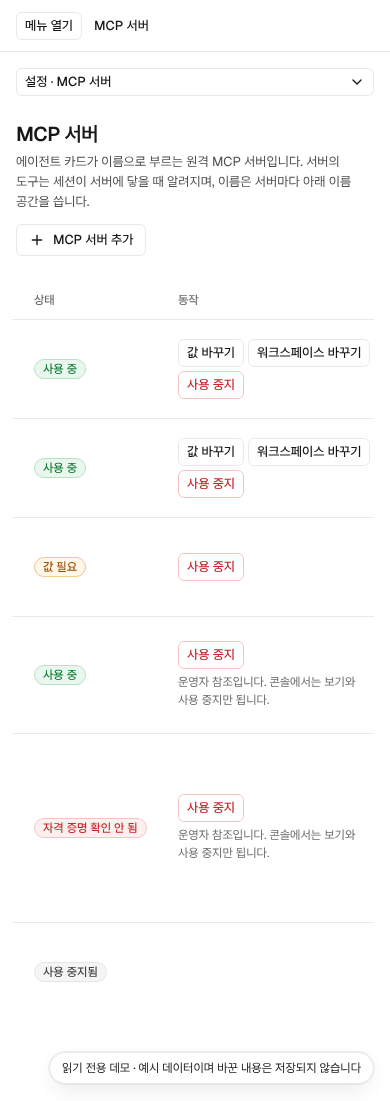 메뉴 열기 MCP 서버
설정 · MCP 서버
MCP 서버
에이전트 카드가 이름으로 부르는 원격 MCP 서버입니다. 서버의
도구는 세션이 서버에 닿을 때 알려지며, 이름은 서버마다 아래 이름
공간을 씁니다.
MCP 서버 추가
상태 동작
사용 중 값 바꾸기 워크스페이스 바꾸기
사용 중지
사용 중 값 바꾸기 워크스페이스 바꾸기
사용 중지
값 필요 사용 중지
사용 중 사용 중지
운영자 참조입니다. 콘솔에서는 보기와
사용 중지만 됩니다.
자격 증명 확인 안 됨 사용 중지
운영자 참조입니다. 콘솔에서는 보기와
사용 중지만 됩니다.
사용 중지됨
읽기 전용 데모 · 예시 데이터이며 바꾼 내용은 저장되지 않습니다